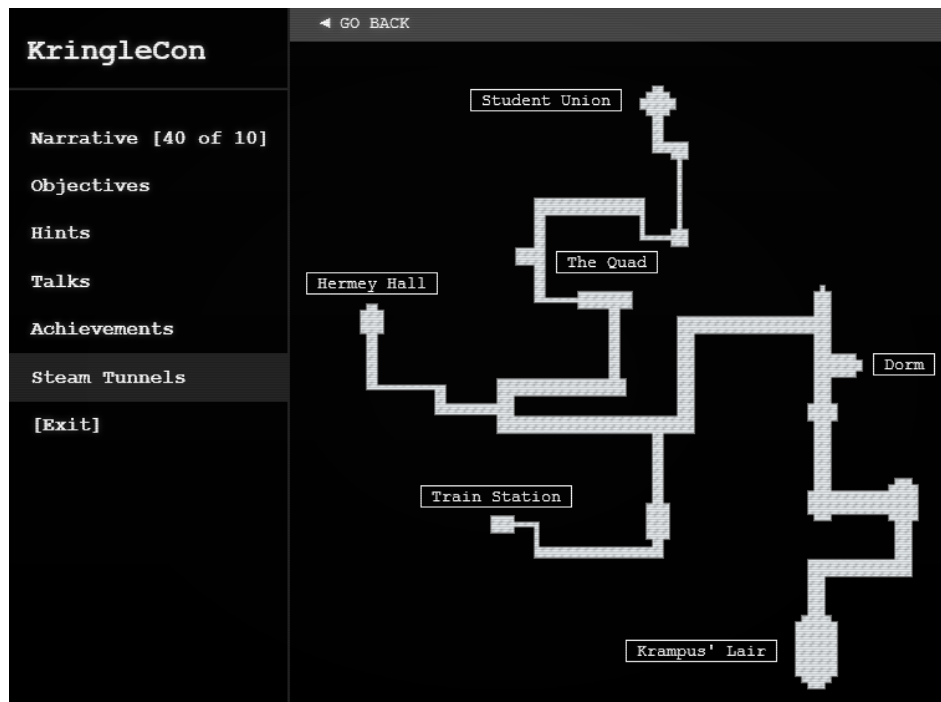 KringleCon
Narrative [40 of 10]
Objectives
Hints
Talks
Achievements
Steam Tunnels
[Exit]
◄ GO BACK
Student Union
The Quad
Hermey Hall
Dorm
Train Station
Krampus' Lair